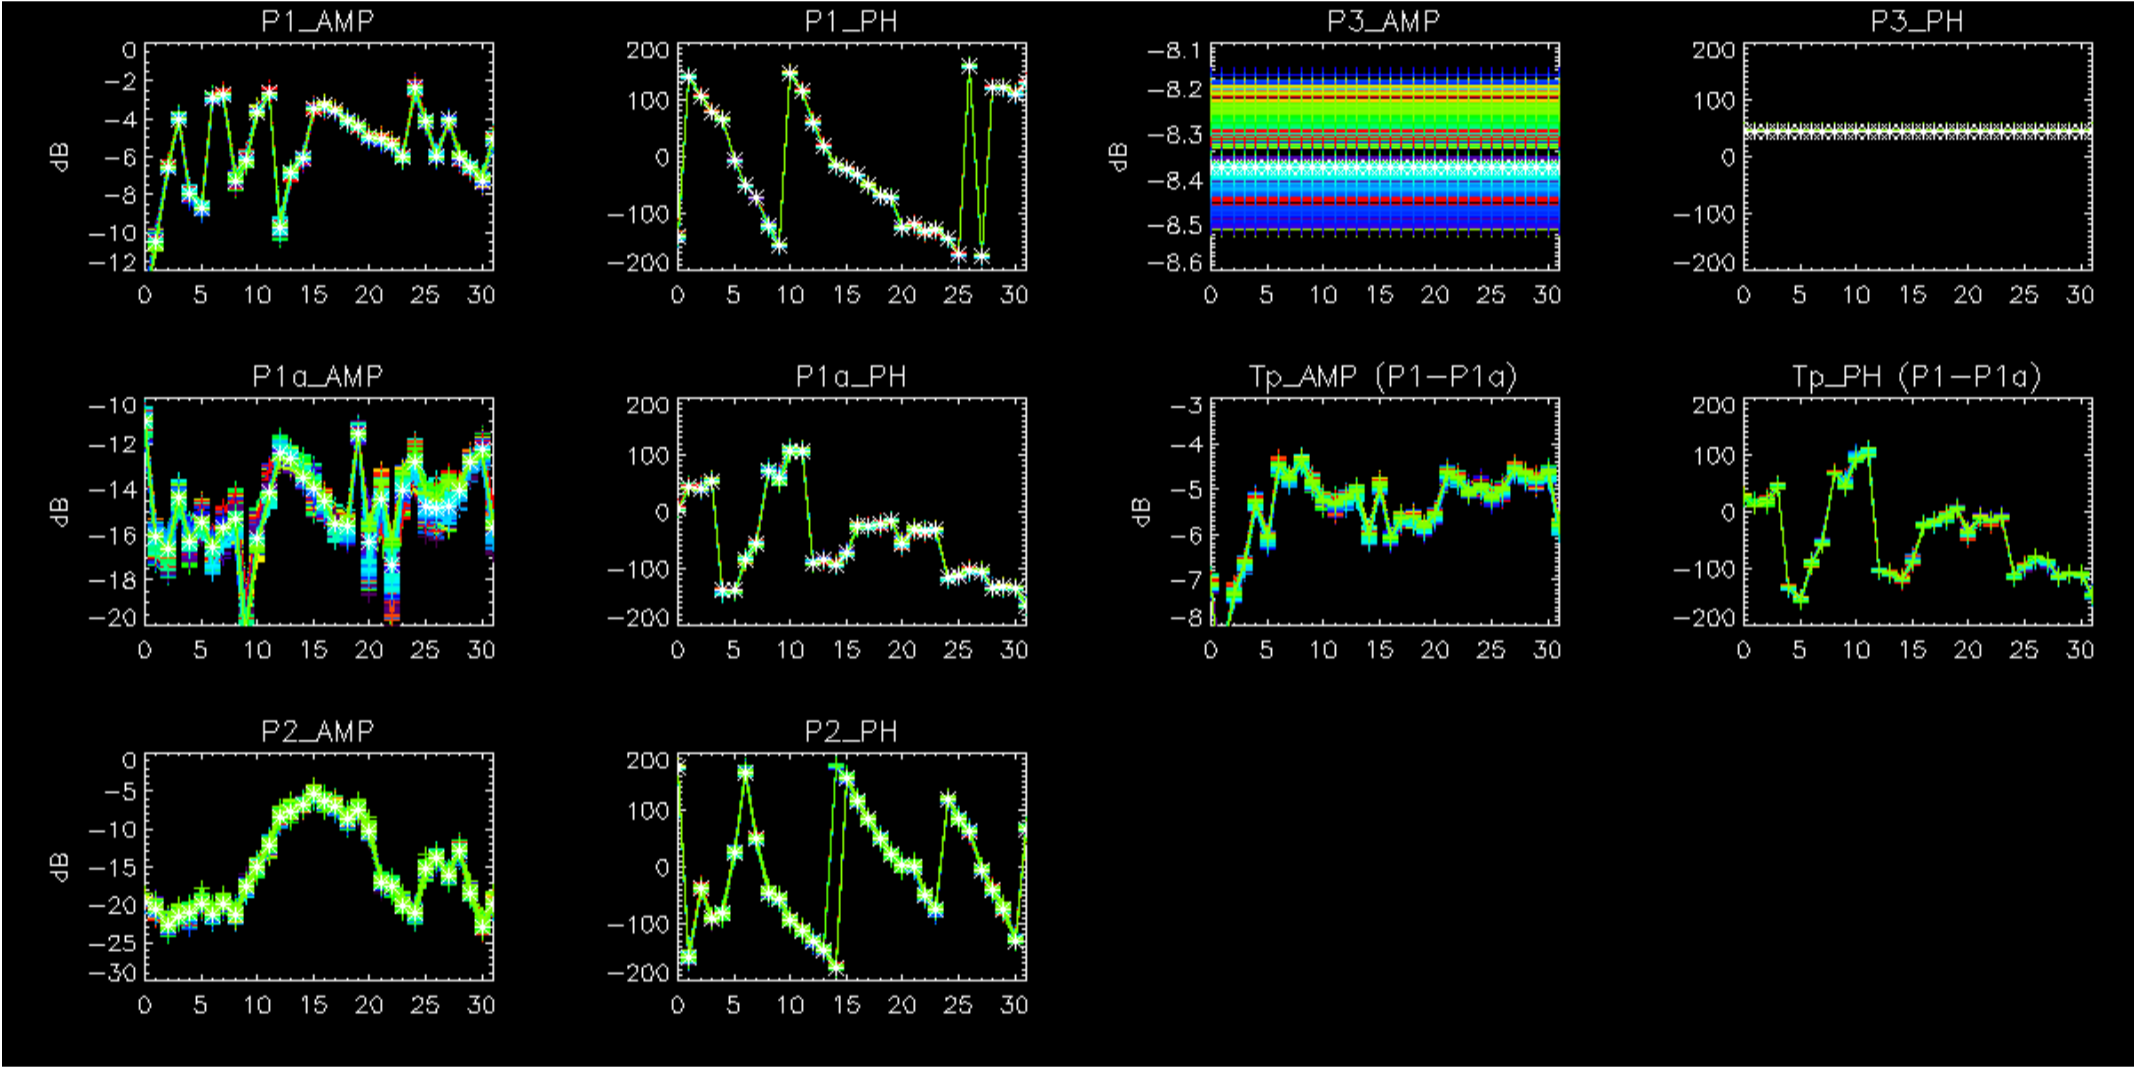 P1_AMP P1_PH P3_AMP P3_PH
0 200 -8.1 200
-2 100 -8.2 100
-4 0 -8.3 0
-6 -100 -8.4 -100
-8 -200 -8.5 -200
-10 -8.6
-12
dB dB
0 5 10 15 20 25 30 0 5 10 15 20 25 30 0 5 10 15 20 25 30 0 5 10 15 20 25 30
P1a_AMP P1a_PH Tp_AMP (P1-P1a) Tp_PH (P1-P1a)
-10 200 -3 200
-12 100 -4 100
-14 0 -5 0
-16 -100 -6 -100
-18 -200 -7 -200
-20 -8
dB dB
0 5 10 15 20 25 30 0 5 10 15 20 25 30 0 5 10 15 20 25 30 0 5 10 15 20 25 30
P2_AMP P2_PH
0 200
-5 100
-10 0
-15 -100
-20 -200
-25
-30
dB
0 5 10 15 20 25 30 0 5 10 15 20 25 30